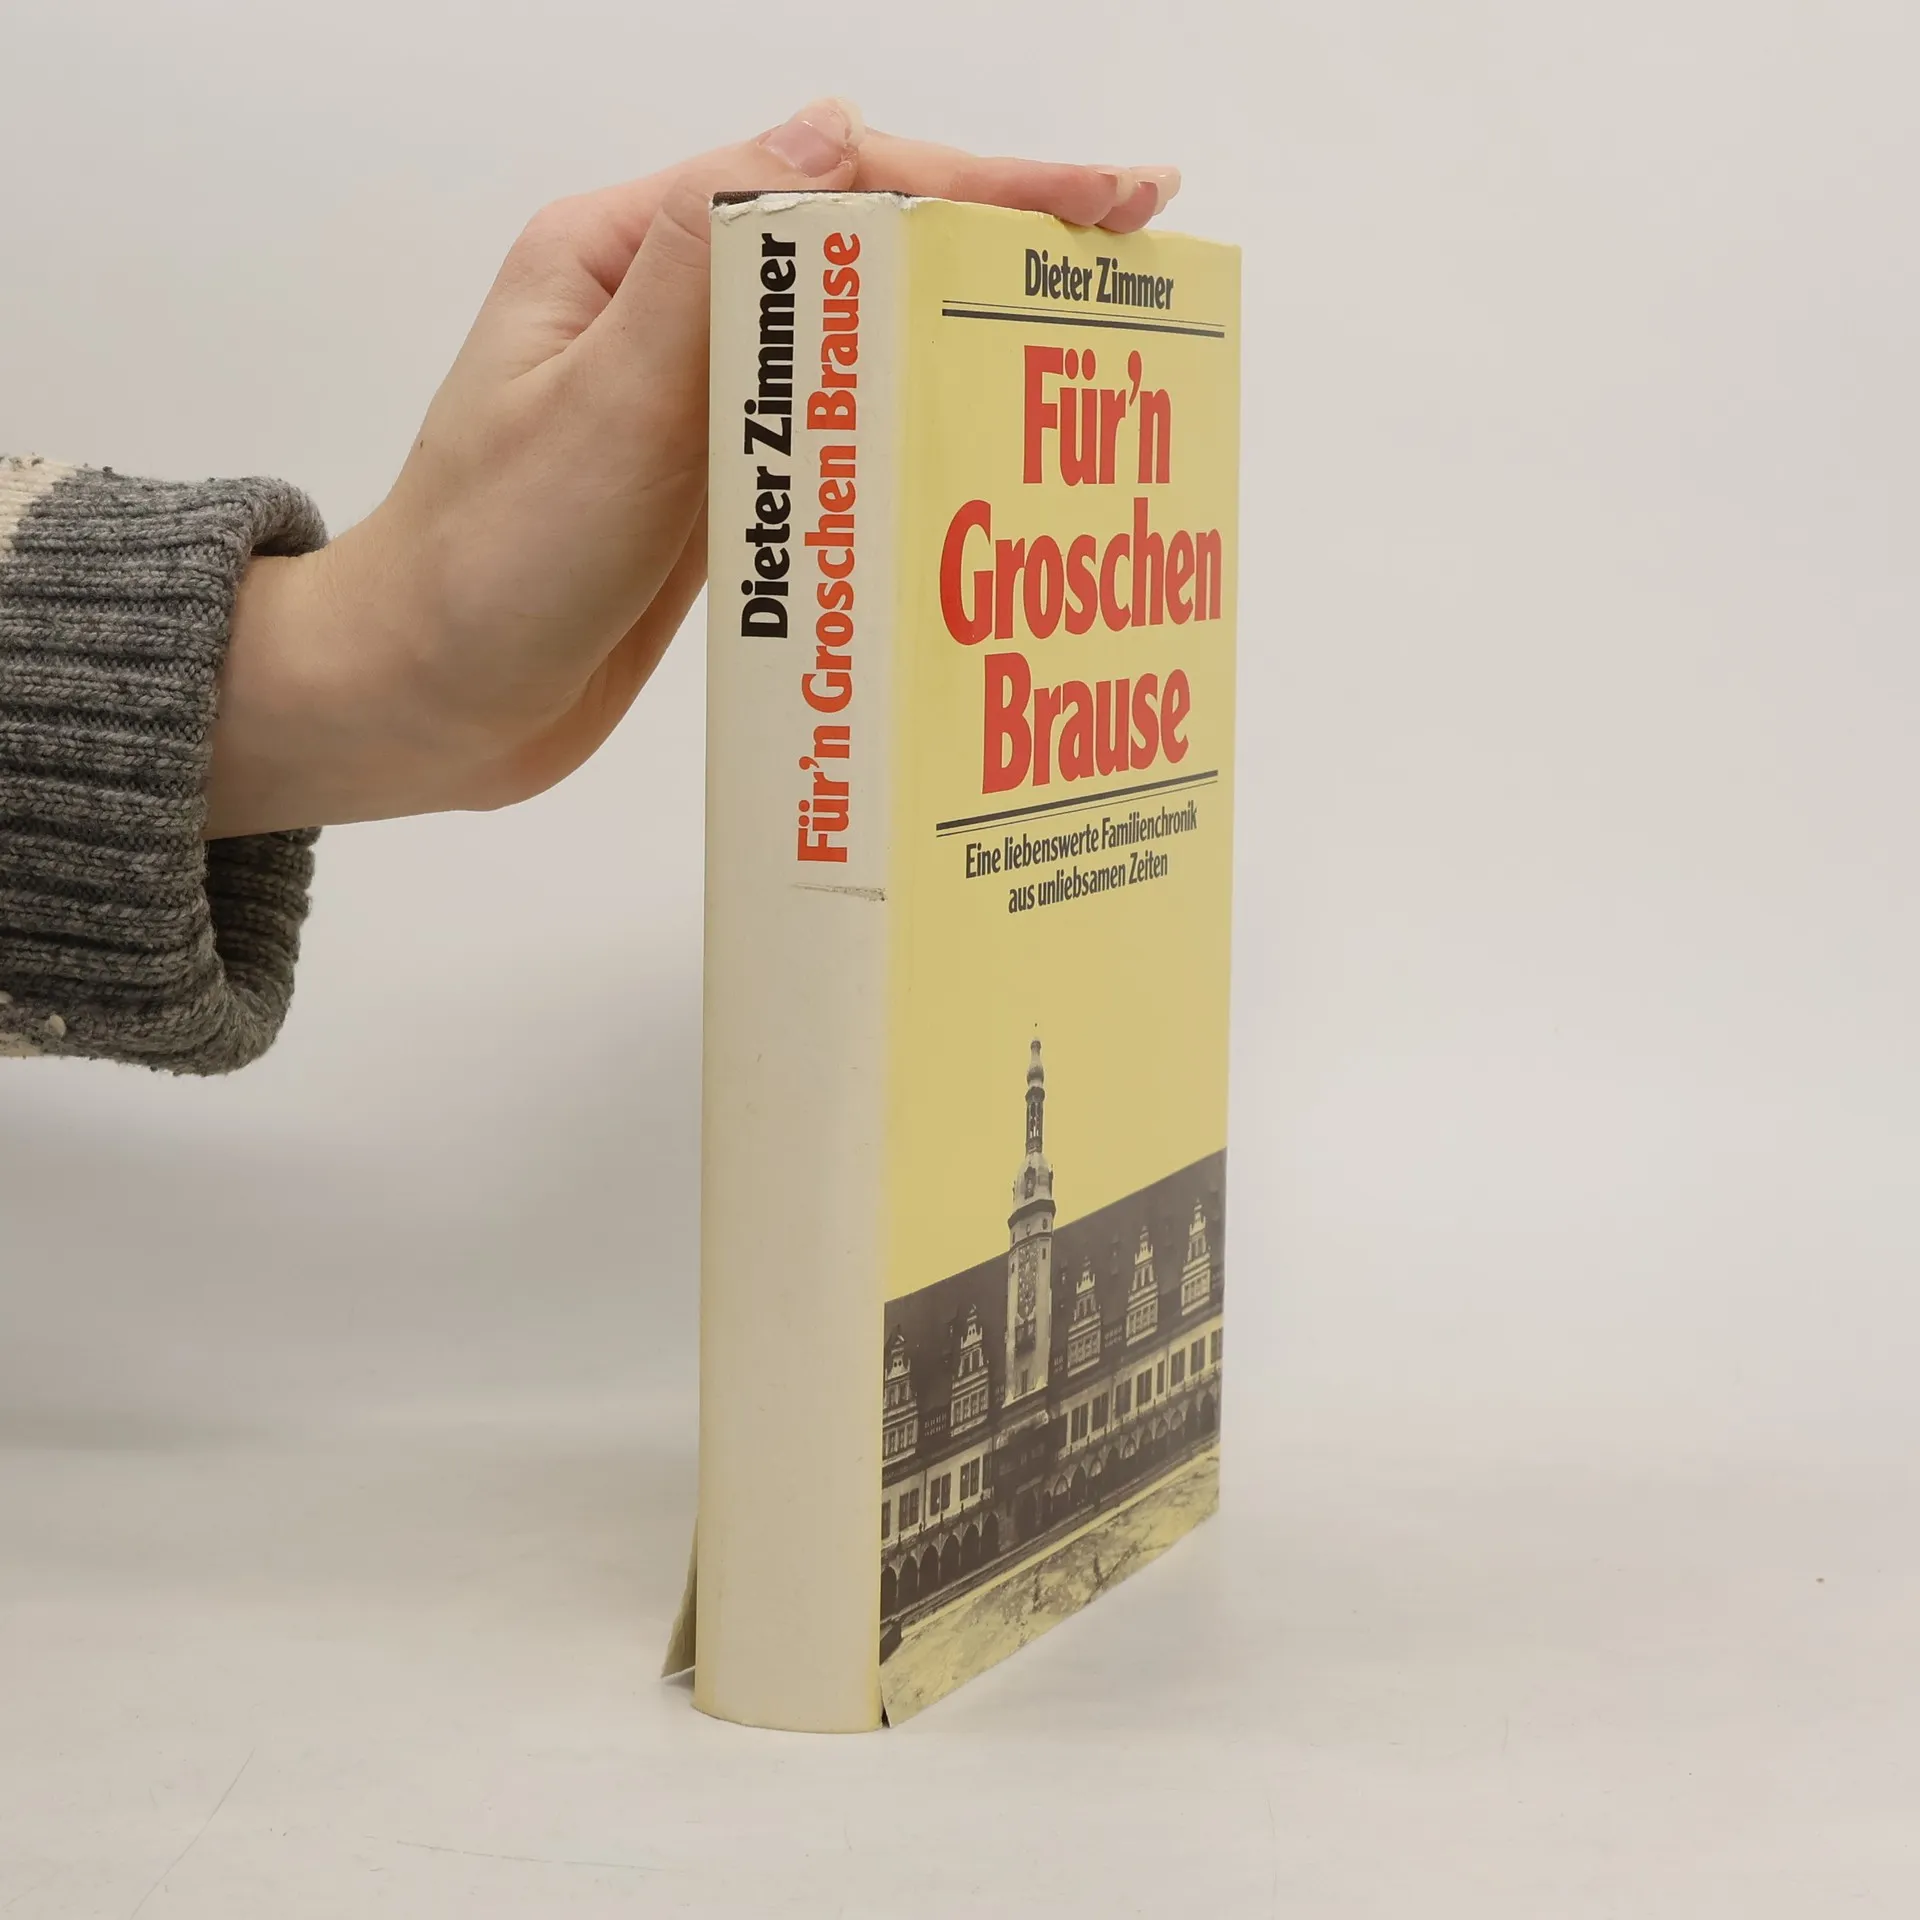 Dieter Zimmer
Für'n Groschen Brause
Dieter Zimmer
Für'n
Groschen
Brause
Eine liebenswerte Familienchronik
aus unliebsamen Zeiten